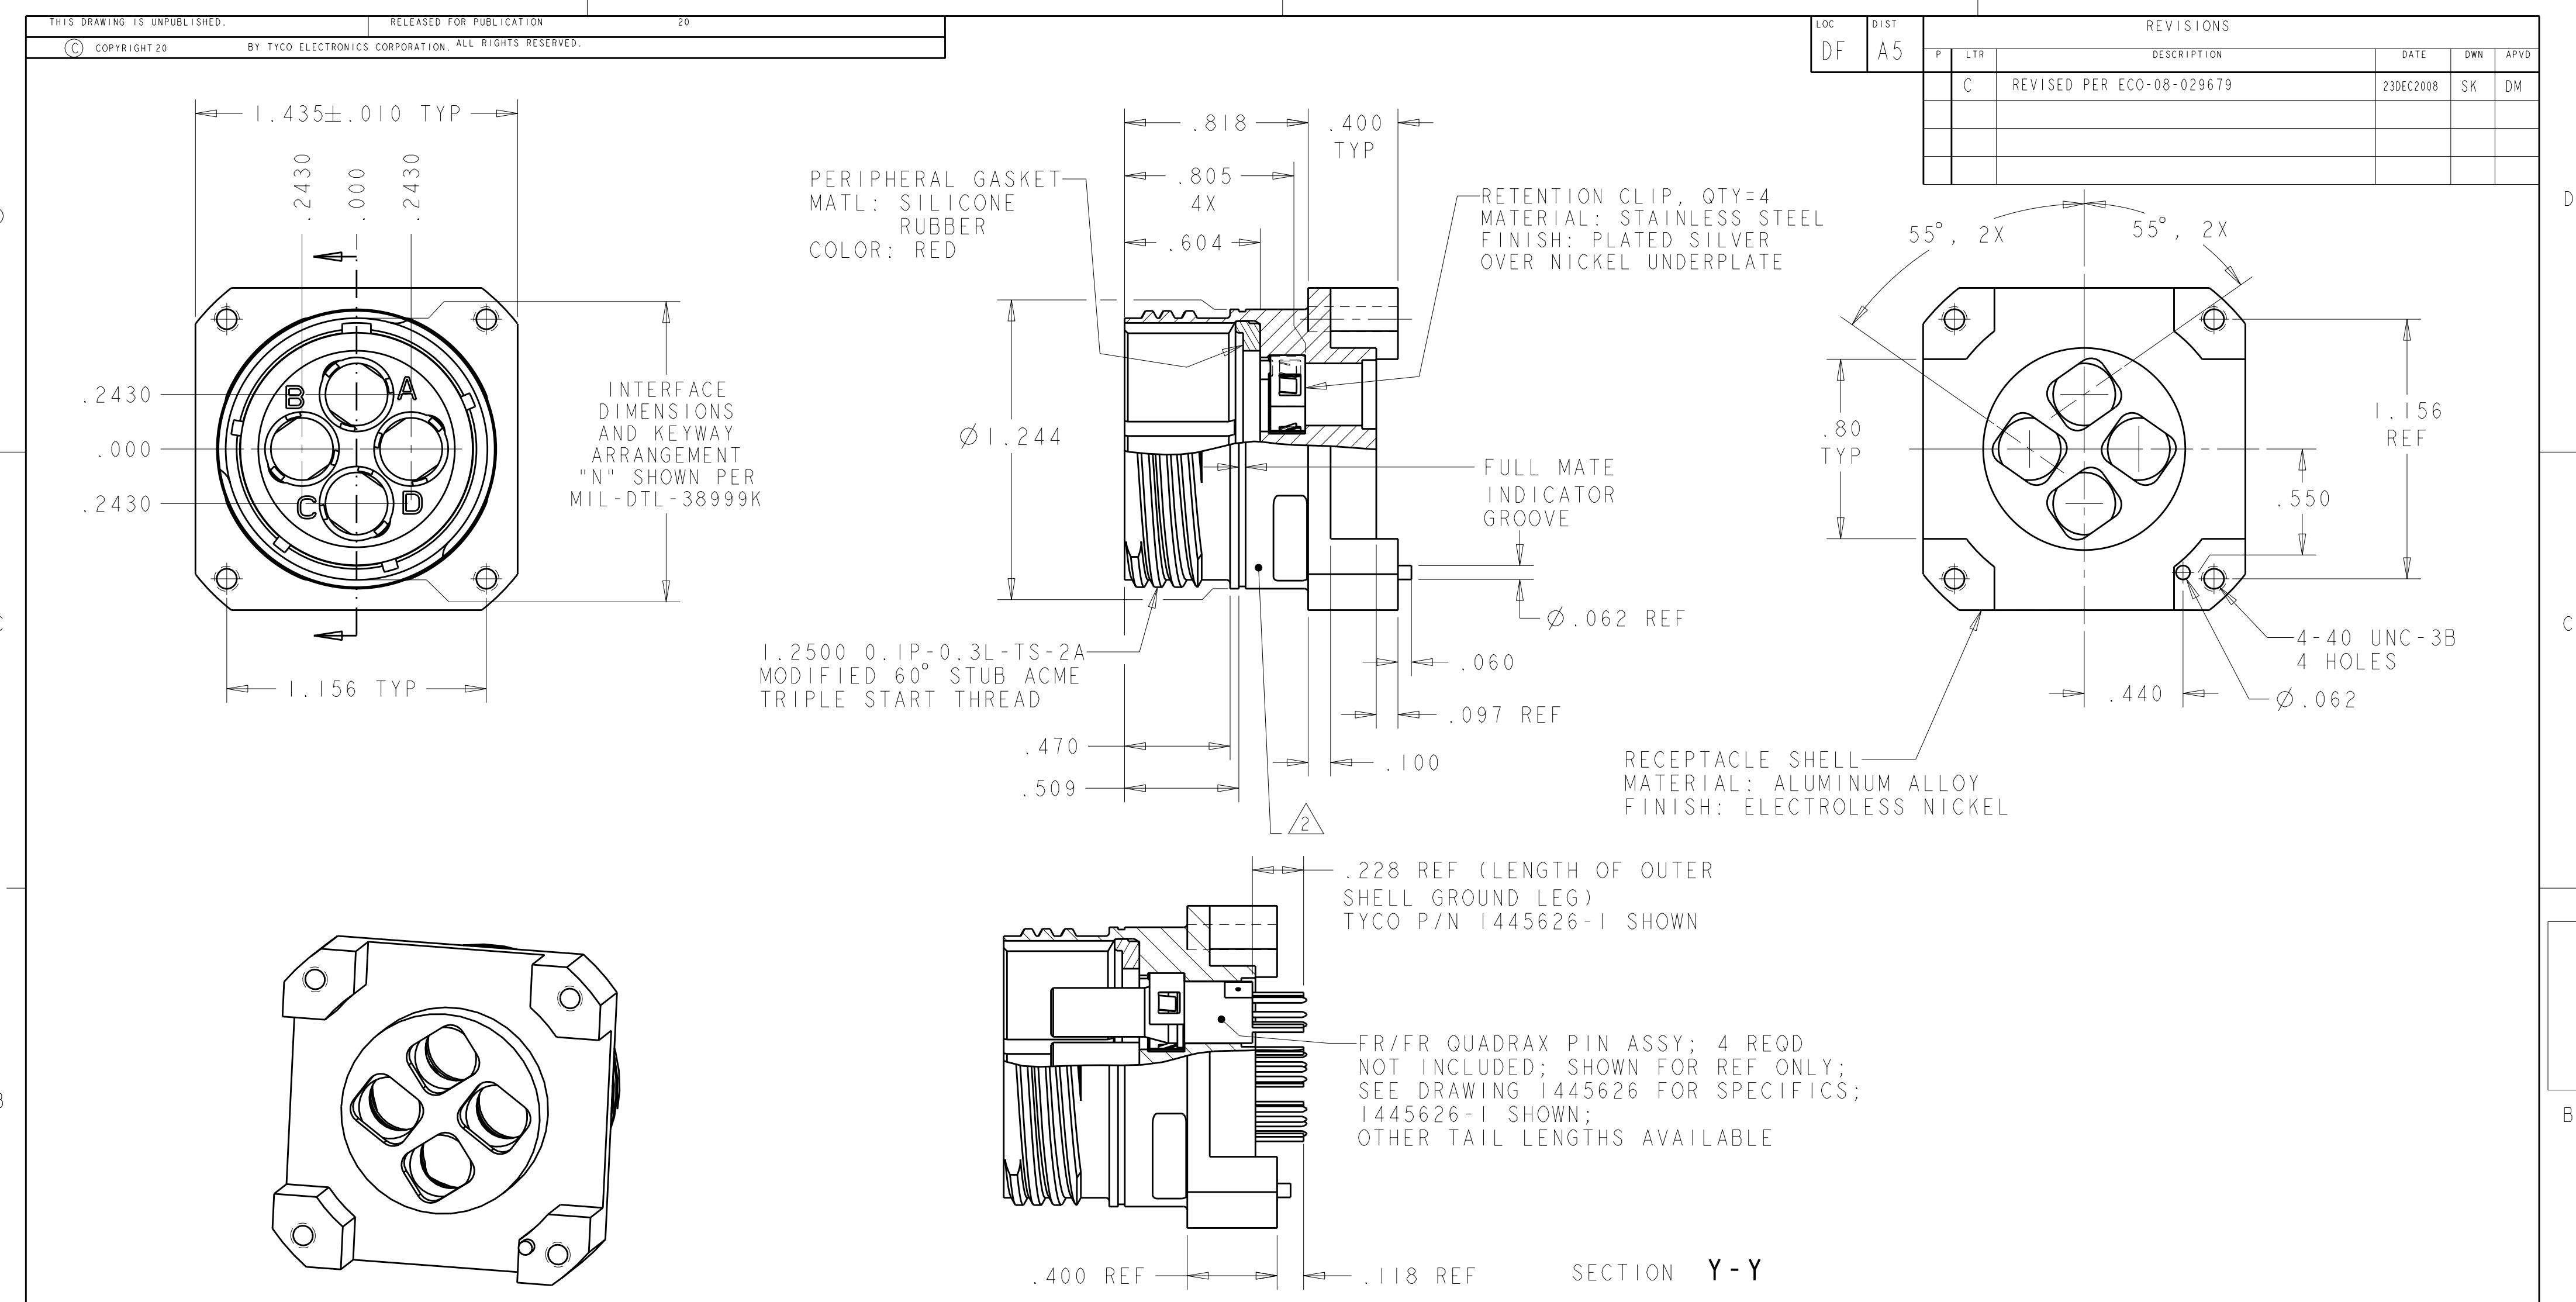 THIS DRAWING IS UNPUBLISHED.
RELEASED FOR PUBLICATION
20
C COPYRIGHT 20
BY TYCO ELECTRONICS CORPORATION. ALL RIGHTS RESERVED.
LOC
DF
DIST
A5
REVISIONS
P LTR DESCRIPTION DATE DWN APVD
C REVISED PER ECO-08-029679 23DEC2008 SK DM
1.435±.010 TYP
.2430
.000
.2430
.2430
.000
.2430
B
A
C
D
INTERFACE
DIMENSIONS
AND KEYWAY
ARRANGEMENT
"N" SHOWN PER
MIL-DTL-38999K
1.156 TYP
PERIPHERAL GASKET
MATL: SILICONE
RUBBER
COLOR: RED
.818
.400
TYP
.805
4X
.604
RETENTION CLIP, QTY=4
MATERIAL: STAINLESS STEEL
FINISH: PLATED SILVER
OVER NICKEL UNDERPLATE
Ø1.244
FULL MATE
INDICATOR
GROOVE
Ø.062 REF
1.2500 0.1P-0.3L-TS-2A
MODIFIED 60° STUB ACME
TRIPLE START THREAD
.060
.097 REF
.470
.100
.509
2
55°, 2X
55°, 2X
.80
TYP
1.156
REF
.550
4-40 UNC-3B
4 HOLES
.440
Ø.062
RECEPTACLE SHELL
MATERIAL: ALUMINUM ALLOY
FINISH: ELECTROLESS NICKEL
.228 REF (LENGTH OF OUTER
SHELL GROUND LEG)
TYCO P/N 1445626-1 SHOWN
FR/FR QUADRAX PIN ASSY; 4 REQD
NOT INCLUDED; SHOWN FOR REF ONLY;
SEE DRAWING 1445626 FOR SPECIFICS;
1445626-1 SHOWN;
OTHER TAIL LENGTHS AVAILABLE
.400 REF
.118 REF
SECTION Y-Y
D
C
B